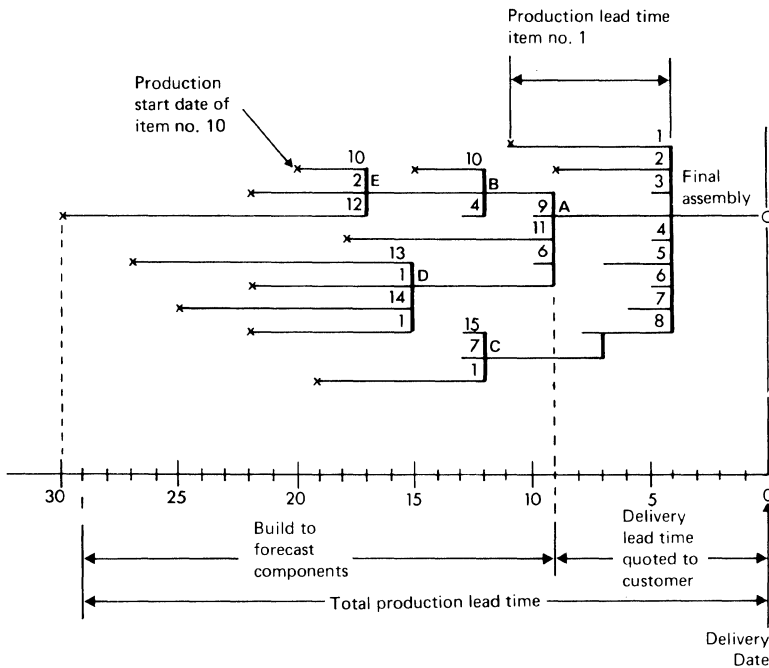 Production lead time
item no. 1
Production
start date of
item no. 10
1
10
10
2
2
E
B
3
Final
assembly
12
4
9
A
11
4
13
6
5
1
D
6
14
7
1
15
8
7
C
1
30
25
20
15
10
5
0
Build to
forecast
components
Delivery
lead time
quoted to
customer
Total production lead time
Delivery
Date